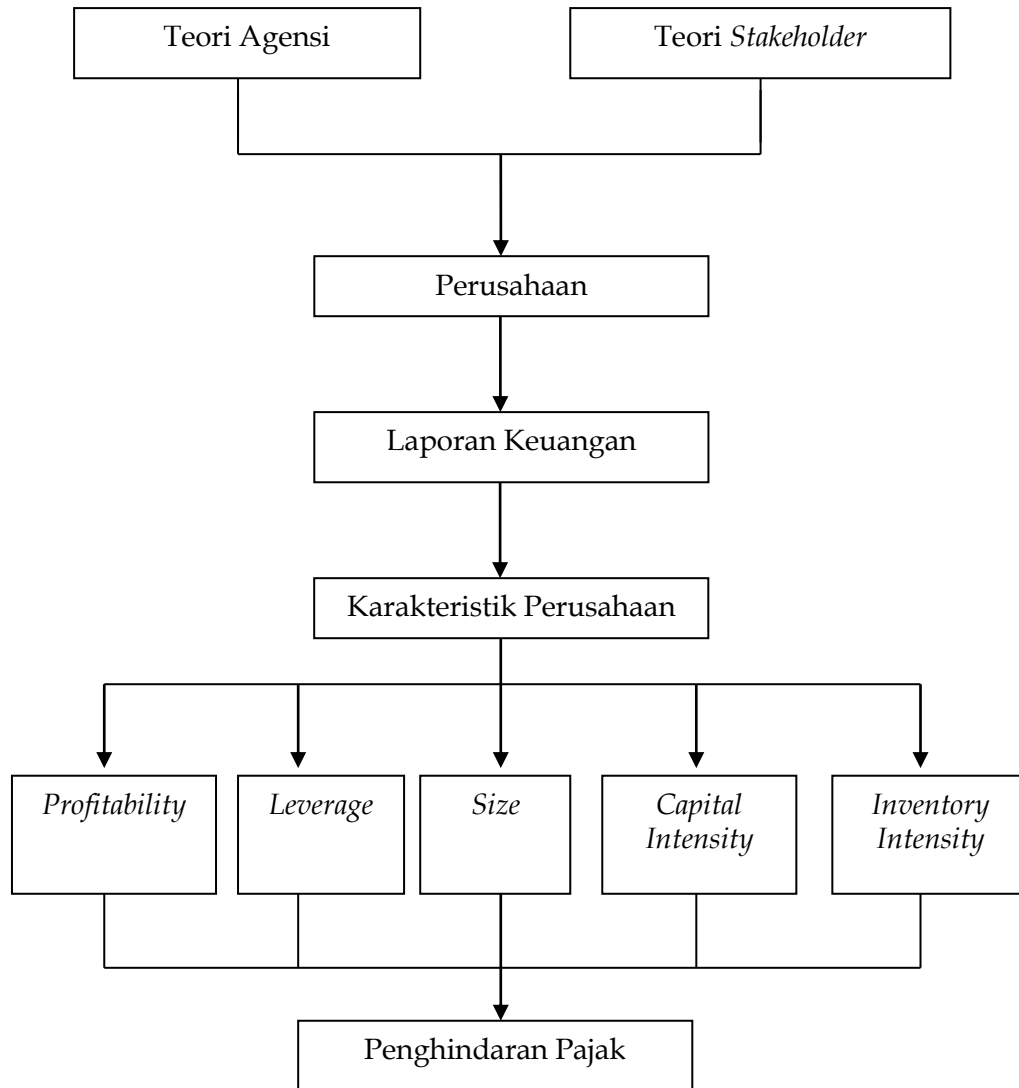 Teori Agensi
Teori Stakeholder
Perusahaan
Laporan Keuangan
Karakteristik Perusahaan
Profitability
Leverage
Size
Capital
Intensity
Inventory
Intensity
Penghindaran Pajak